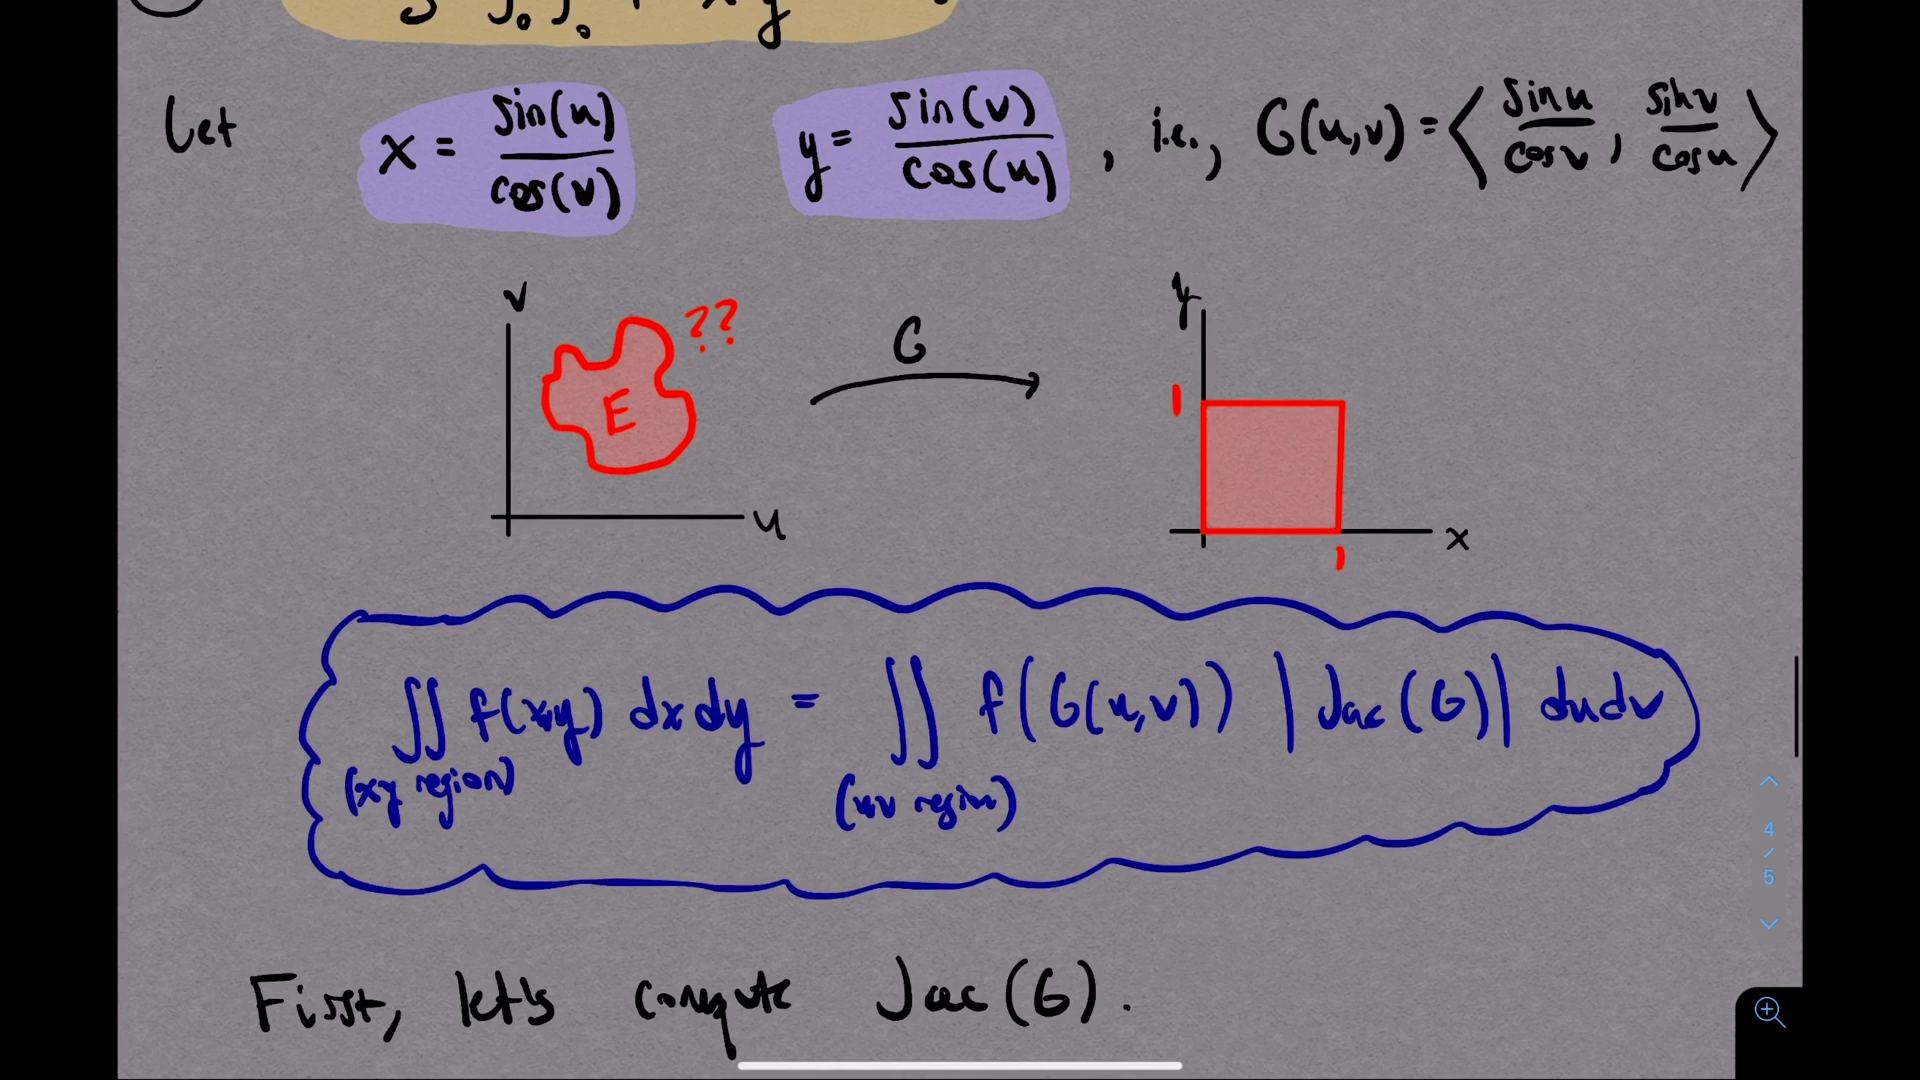 Let x = sin(u)/cos(v) y = sin(v)/cos(u) , i.e., G(u,v) = ⟨ sin u/cos v , sin v/cos u ⟩
v ?? G y
E 1
u x
1
∬ f(x,y) dx dy = ∬ f(G(u,v)) |Jac(G)| du dv
(xy region) (uv region)
4
/
5
First, let's compute Jac(G).